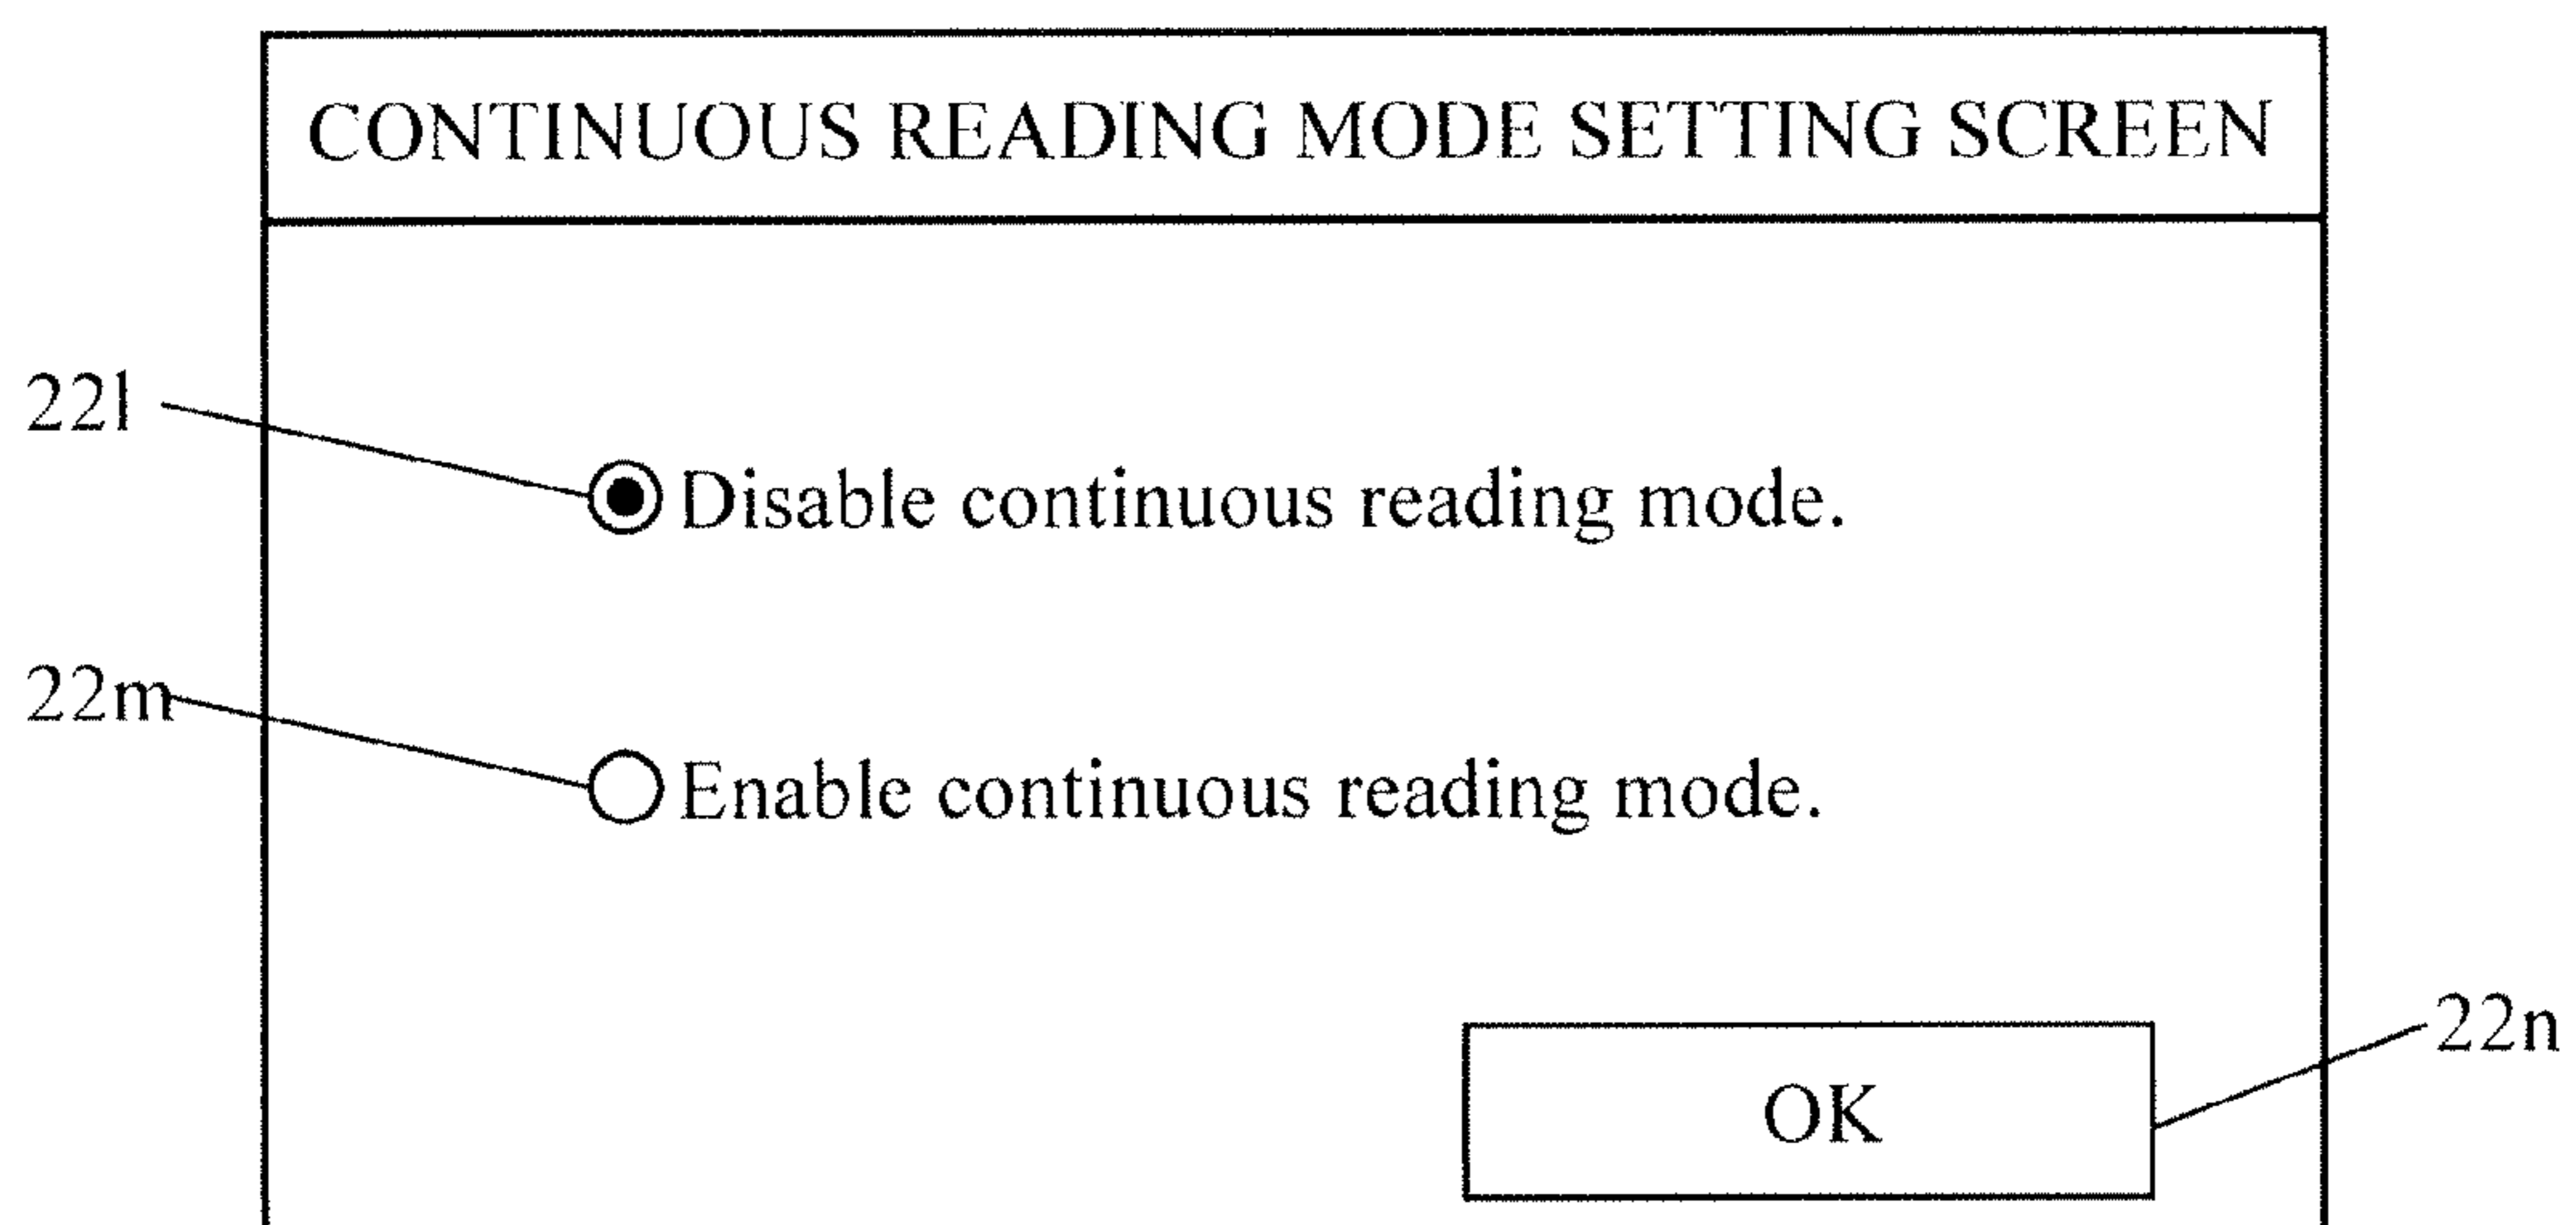 CONTINUOUS READING MODE SETTING SCREEN
22l
Disable continuous reading mode.
22m
Enable continuous reading mode.
22n
OK